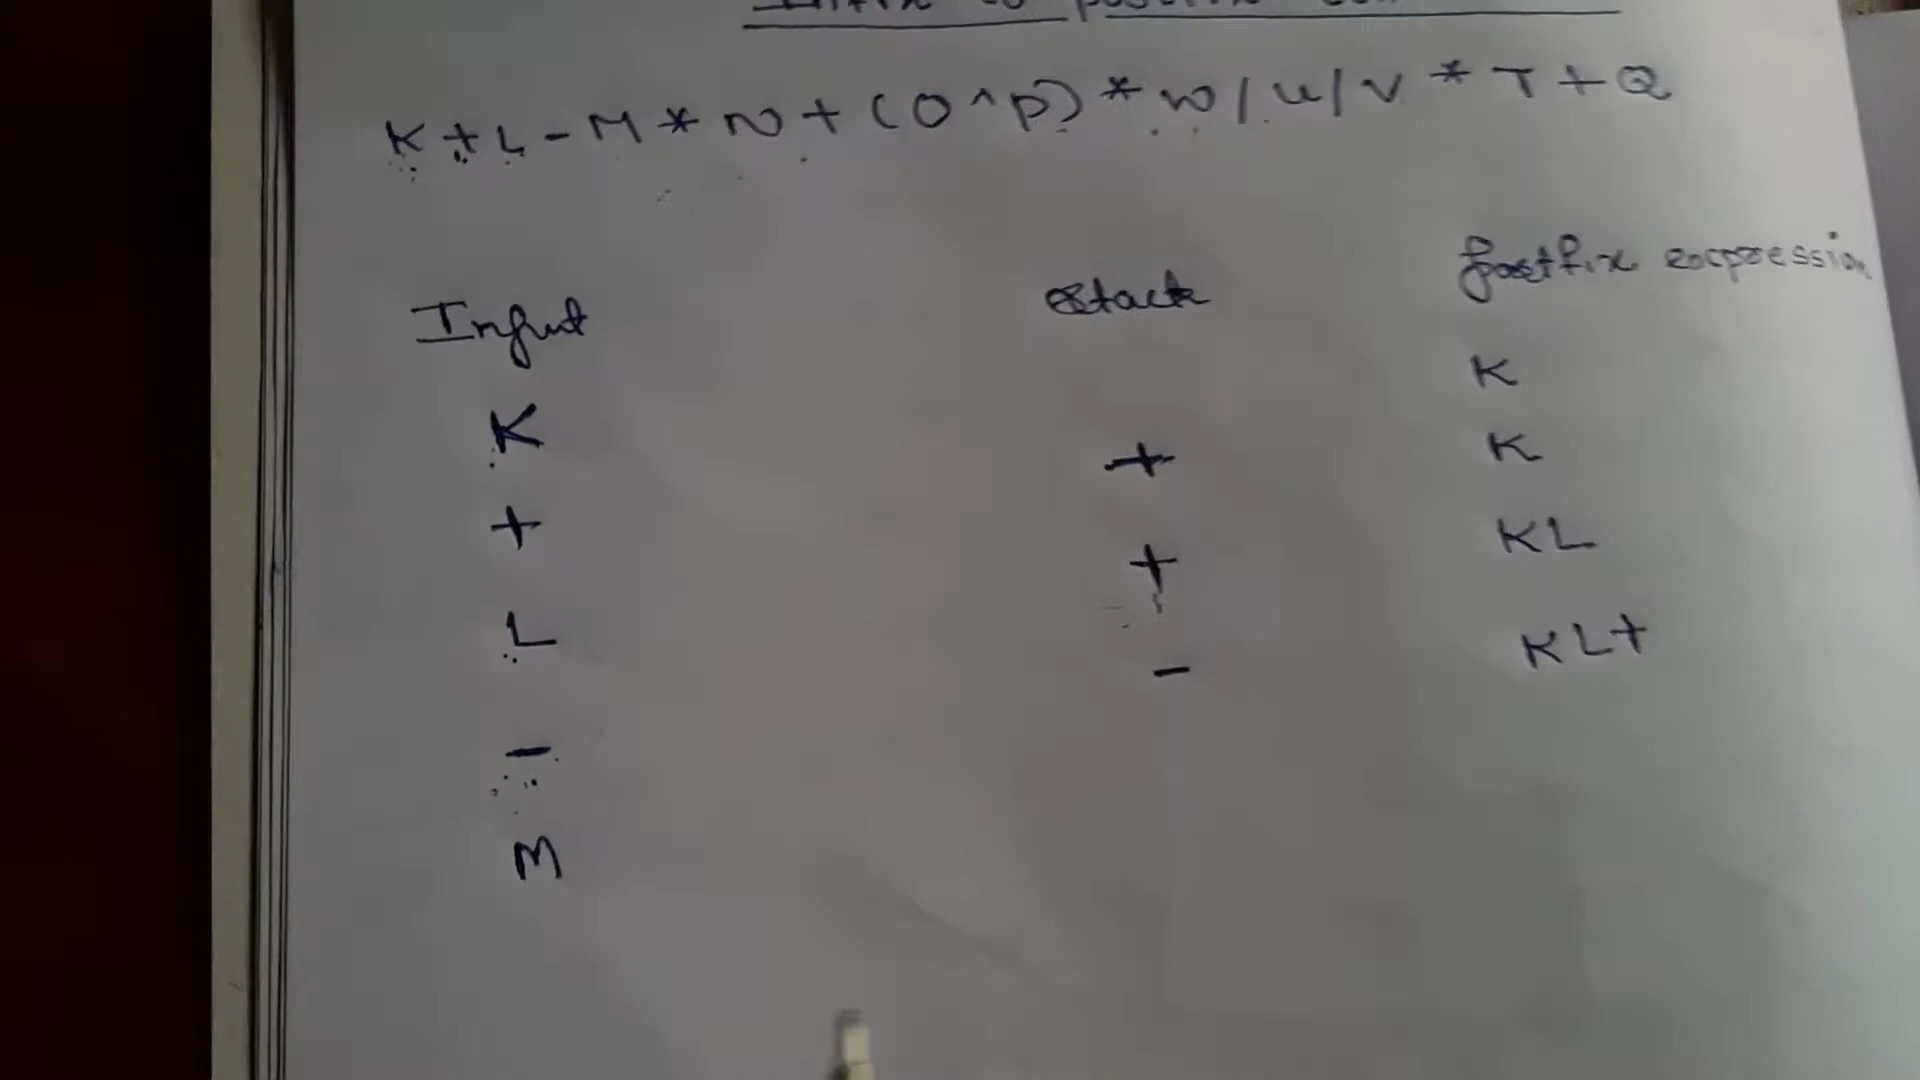 K + L - M * N + ( O ^ P ) * W / U / V * T + Q
Input Stack Postfix expression
K K
+ + K
L + KL
- - KL+
M